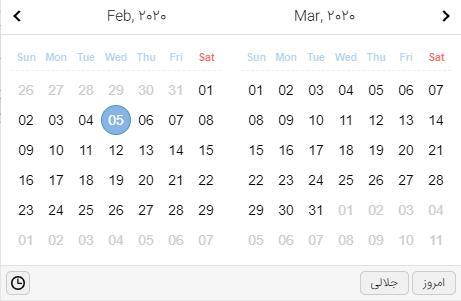 Feb, ۲۰۲۰
Mar, ۲۰۲۰
Sun Mon Tue Wed Thu Fri Sat
26 27 28 29 30 31 01
02 03 04 05 06 07 08
09 10 11 12 13 14 15
16 17 18 19 20 21 22
23 24 25 26 27 28 29
01 02 03 04 05 06 07
Sun Mon Tue Wed Thu Fri Sat
01 02 03 04 05 06 07
08 09 10 11 12 13 14
15 16 17 18 19 20 21
22 23 24 25 26 27 28
29 30 31 01 02 03 04
05 06 07 08 09 10 11
امروز
جلالی